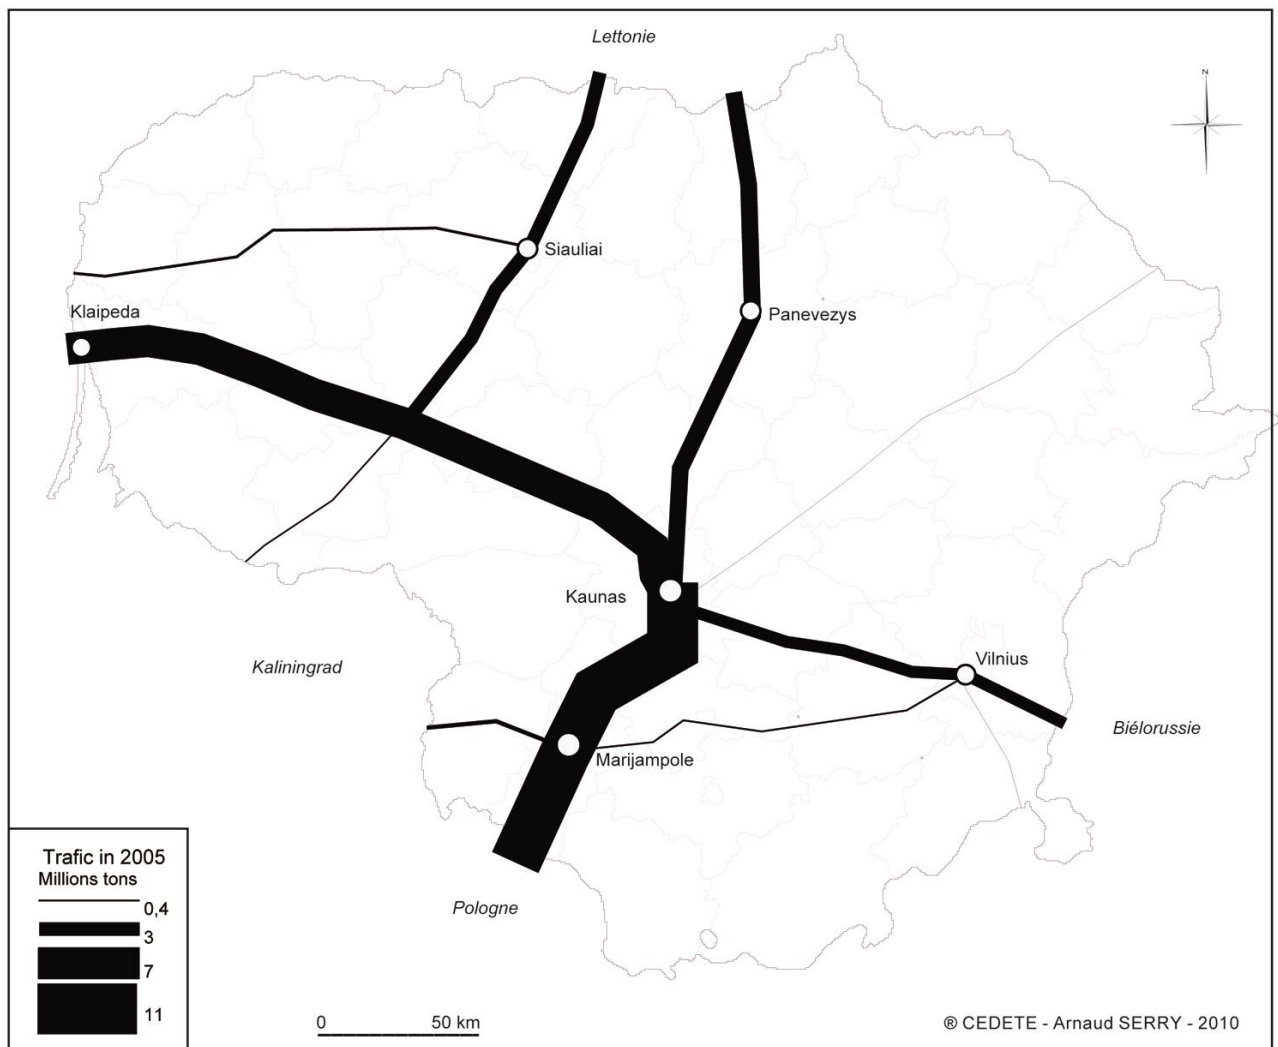 Lettonie
N
Siauliai
Klaipeda
Panevezys
Kaunas
Kaliningrad
Vilnius
Biélorussie
Marijampole
Pologne
Trafic in 2005
Millions tons
0,4
3
7
11
0 50 km
® CEDETE - Arnaud SERRY - 2010